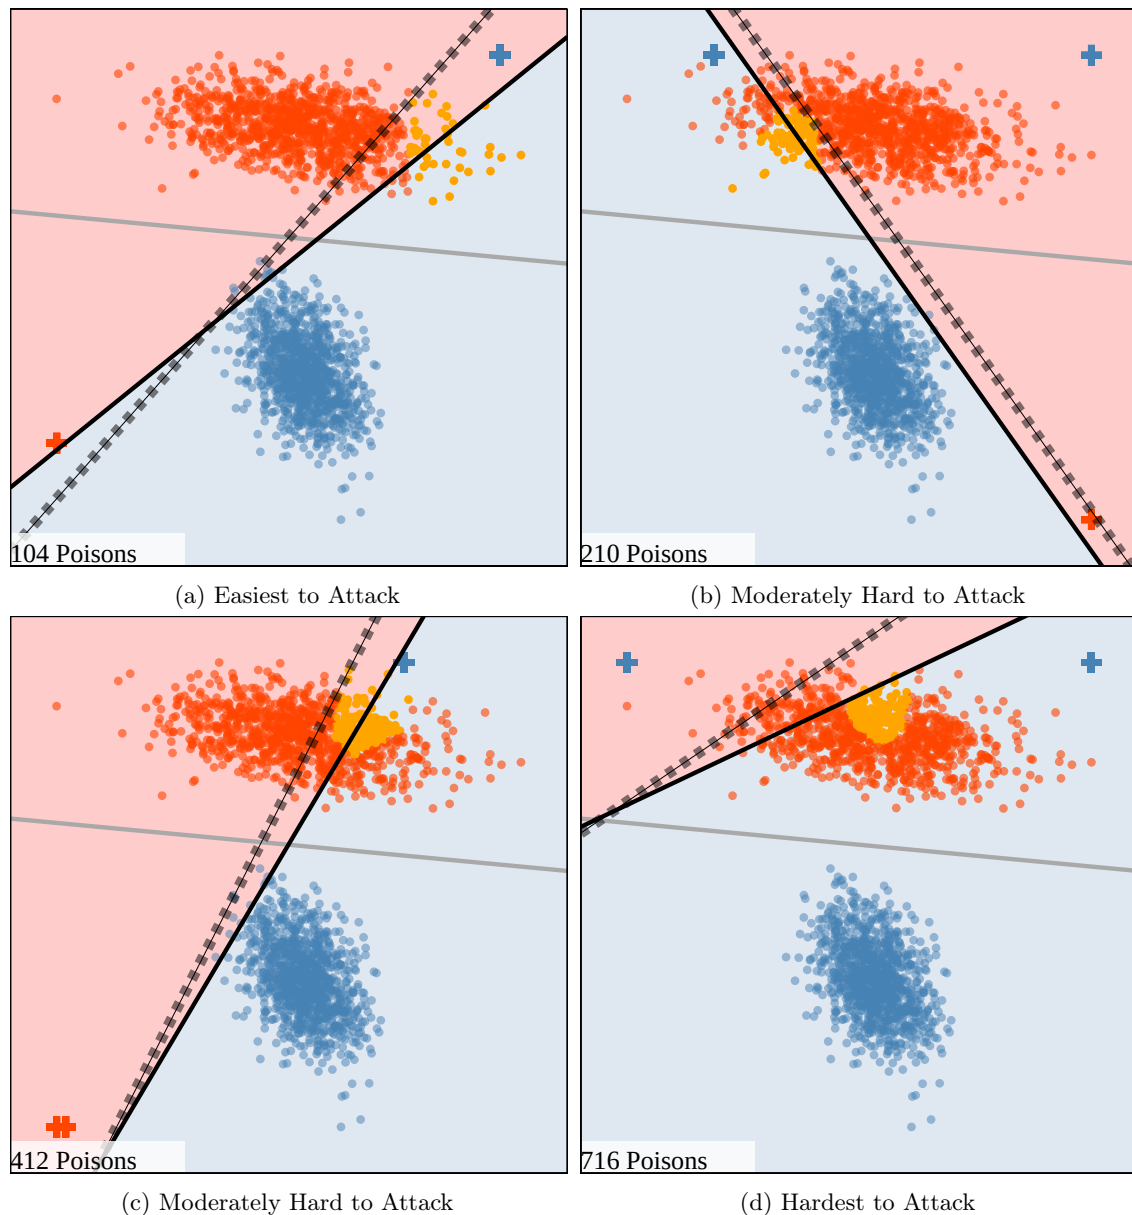 104 Poisons
210 Poisons
(a) Easiest to Attack
(b) Moderately Hard to Attack
412 Poisons
716 Poisons
(c) Moderately Hard to Attack
(d) Hardest to Attack